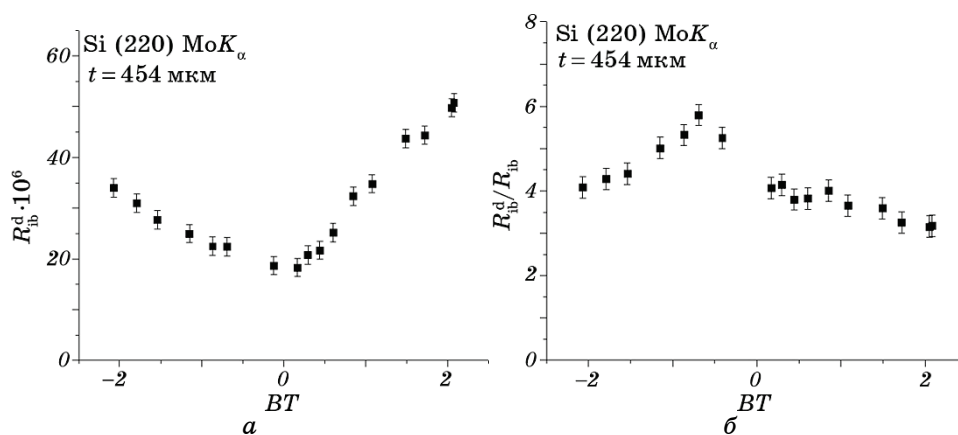 Si (220) MoKα
t = 454 мкм
R^d_ib·10^6
60
40
20
0
−2
0
2
BT
а
Si (220) MoKα
t = 454 мкм
R^d_ib/R_ib
8
6
4
2
0
−2
0
2
BT
б